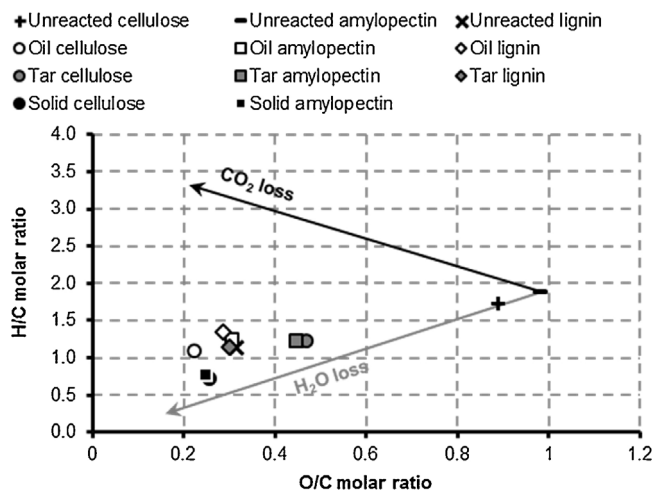 Unreacted cellulose Unreacted amylopectin Unreacted lignin
Oil cellulose Oil amylopectin Oil lignin
Tar cellulose Tar amylopectin Tar lignin
Solid cellulose Solid amylopectin
4.0
3.5
3.0
2.5
2.0
1.5
1.0
0.5
0.0
H/C molar ratio
CO₂ loss
H₂O loss
0 0.2 0.4 0.6 0.8 1 1.2
O/C molar ratio